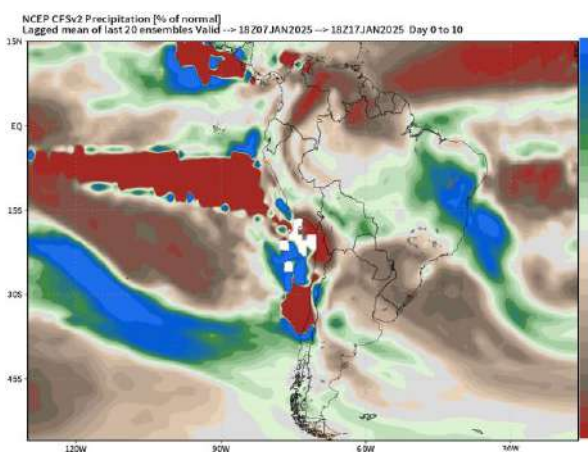 NCEP CFSv2 Precipitation [% of normal]
Lagged mean of last 20 ensembles Valid --> 18Z07JAN2025 --> 18Z17JAN2025 Day 0 to 10
15N
EQ
15S
30S
45S
120W
90W
60W
30W